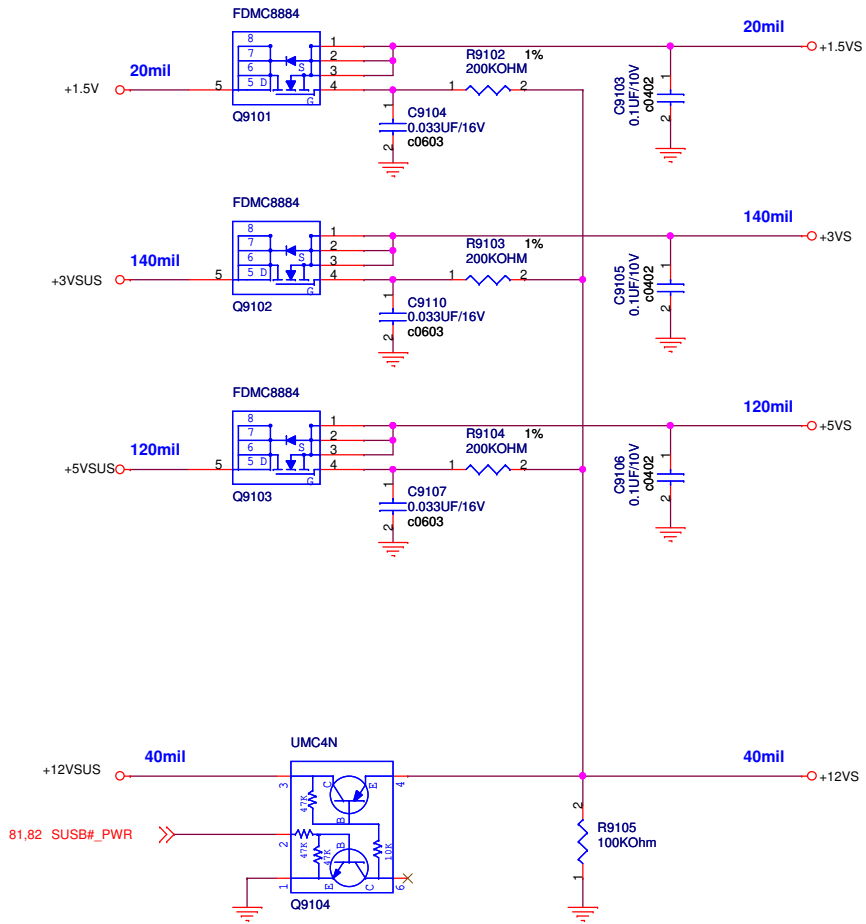 FDMC8884
8
7
6
5 D
S
G
1
2
3
4
5
Q9101
+1.5V
20mil
R9102 1%
200KOHM
1 2
C9104
0.033UF/16V
c0603
1
2
C9103
0.1UF/10V
c0402
1
2
20mil
+1.5VS
FDMC8884
8
7
6
5 D
S
G
1
2
3
4
5
Q9102
+3VSUS
140mil
R9103 1%
200KOHM
1 2
C9110
0.033UF/16V
c0603
1
2
C9105
0.1UF/10V
c0402
1
2
140mil
+3VS
FDMC8884
8
7
6
5 D
S
G
1
2
3
4
5
Q9103
+5VSUS
120mil
R9104 1%
200KOHM
1 2
C9107
0.033UF/16V
c0603
1
2
C9106
0.1UF/10V
c0402
1
2
120mil
+5VS
UMC4N
+12VSUS
40mil
3
C
E
4
47K
B
81,82 SUSB#_PWR
2
47K
47K
B
10K
1
E
C
6
Q9104
40mil
+12VS
2
R9105
100KOhm
1